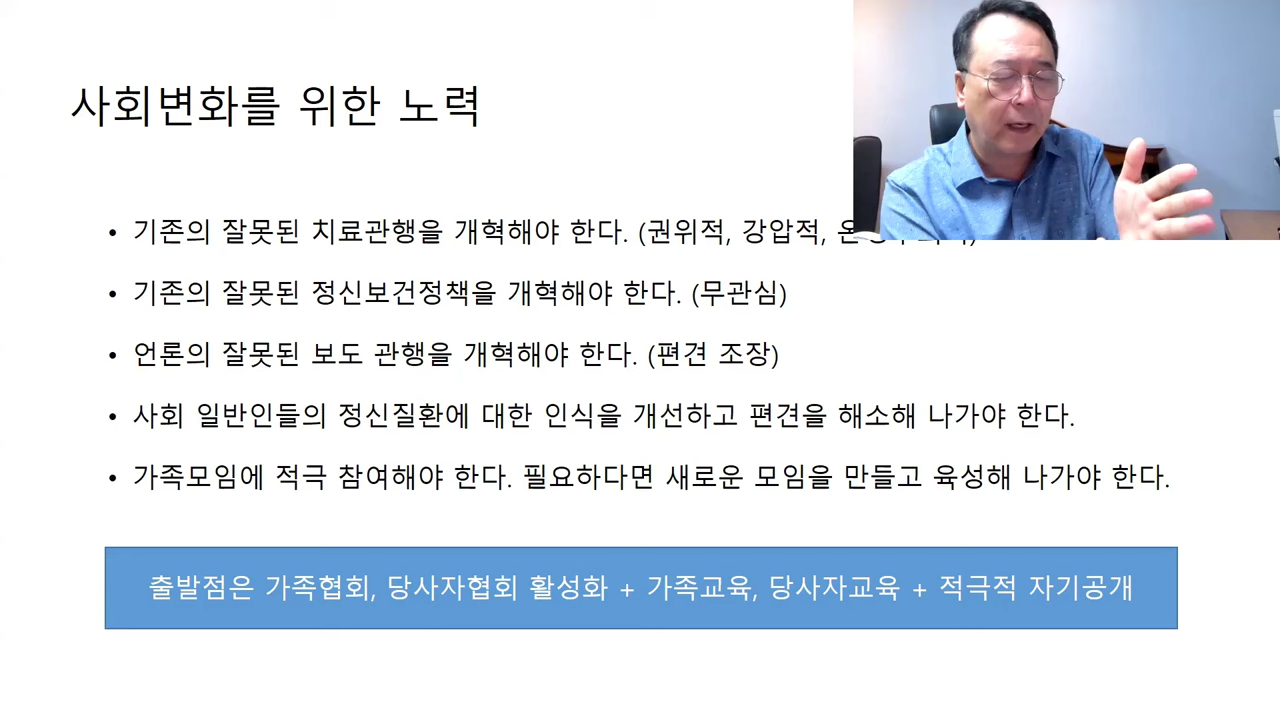 사회변화를 위한 노력
• 기존의 잘못된 치료관행을 개혁해야 한다. (권위적, 강압적,
• 기존의 잘못된 정신보건정책을 개혁해야 한다. (무관심)
• 언론의 잘못된 보도 관행을 개혁해야 한다. (편견 조장)
• 사회 일반인들의 정신질환에 대한 인식을 개선하고 편견을 해소해 나가야 한다.
• 가족모임에 적극 참여해야 한다. 필요하다면 새로운 모임을 만들고 육성해 나가야 한다.
출발점은 가족협회, 당사자협회 활성화 + 가족교육, 당사자교육 + 적극적 자기공개